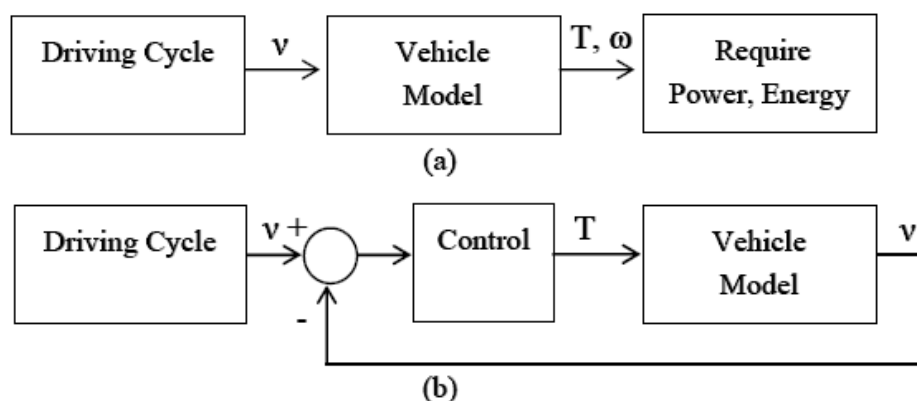 Driving Cycle
ν
Vehicle
Model
T, ω
Require
Power, Energy
(a)
Driving Cycle
ν +
-
Control
T
Vehicle
Model
ν
(b)